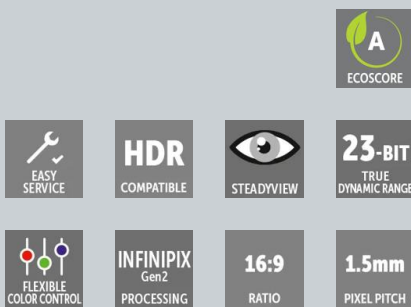 A
ECOSCORE
EASY
SERVICE
HDR
COMPATIBLE
STEADYVIEW
23-BIT
TRUE
DYNAMIC RANGE
FLEXIBLE
COLOR CONTROL
INFINIPIX
Gen2
PROCESSING
16:9
RATIO
1.5mm
PIXEL PITCH